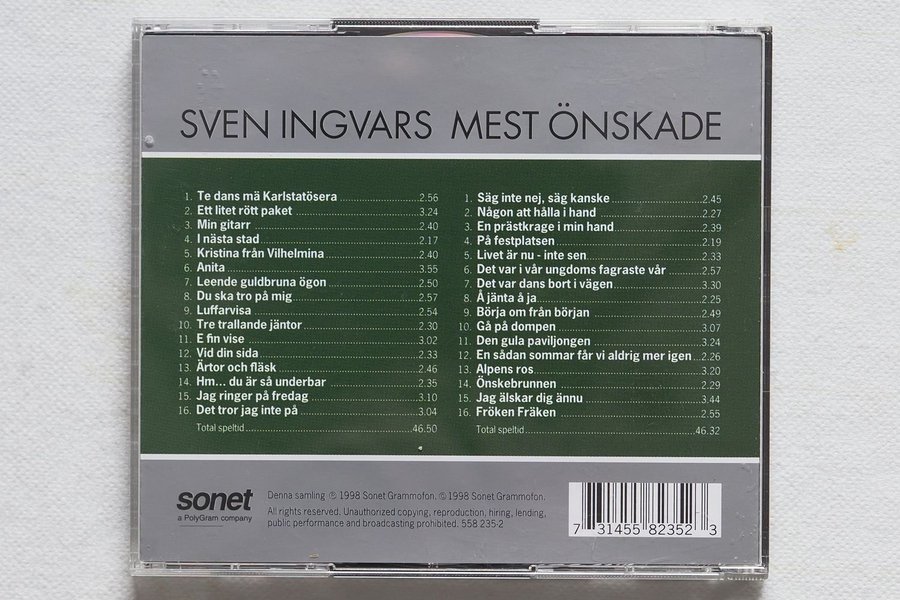 SVEN INGVARS MEST ÖNSKADE
1. Te dans mä Karlstatösera 2.56
2. Ett litet rött paket 3.24
3. Min gitarr 2.40
4. I nästa stad 2.17
5. Kristina från Vilhelmina 2.40
6. Anita 3.55
7. Leende guldbruna ögon 2.50
8. Du ska tro på mig 2.57
9. Luffarvisa 2.54
10. Tre trallande jäntor 2.30
11. E fin vise 3.02
12. Vid din sida 2.33
13. Ärtor och fläsk 2.46
14. Hm... du är så underbar 2.35
15. Jag ringer på fredag 3.10
16. Det tror jag inte på 3.04
Total speltid 46.50
1. Säg inte nej, säg kanske 2.45
2. Någon att hålla i hand 2.27
3. En prästkrage i min hand 2.39
4. På festplatsen 2.19
5. Livet är nu - inte sen 2.33
6. Det var i vår ungdoms fagraste vår 2.57
7. Det var dans bort i vägen 3.30
8. Å jänta å ja 2.25
9. Börja om från början 2.49
10. Gå på dompen 3.07
11. Den gula paviljongen 3.24
12. En sådan sommar får vi aldrig mer igen 2.26
13. Alpens ros 3.20
14. Önskebrunnen 2.29
15. Jag älskar dig ännu 3.44
16. Fröken Fräken 2.55
Total speltid 46.32
sonet
a PolyGram company
Denna samling ℗ 1998 Sonet Grammofon. © 1998 Sonet Grammofon.
All rights reserved. Unauthorized copying, reproduction, hiring, lending,
public performance and broadcasting prohibited. 558 235-2
7 31455 82352 3